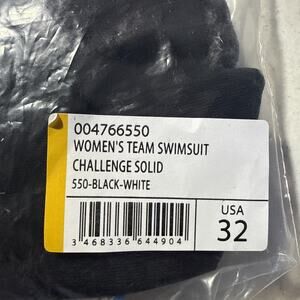 004766550
WOMEN'S TEAM SWIMSUIT
CHALLENGE SOLID
550-BLACK-WHITE
USA
32
3 468336 644904